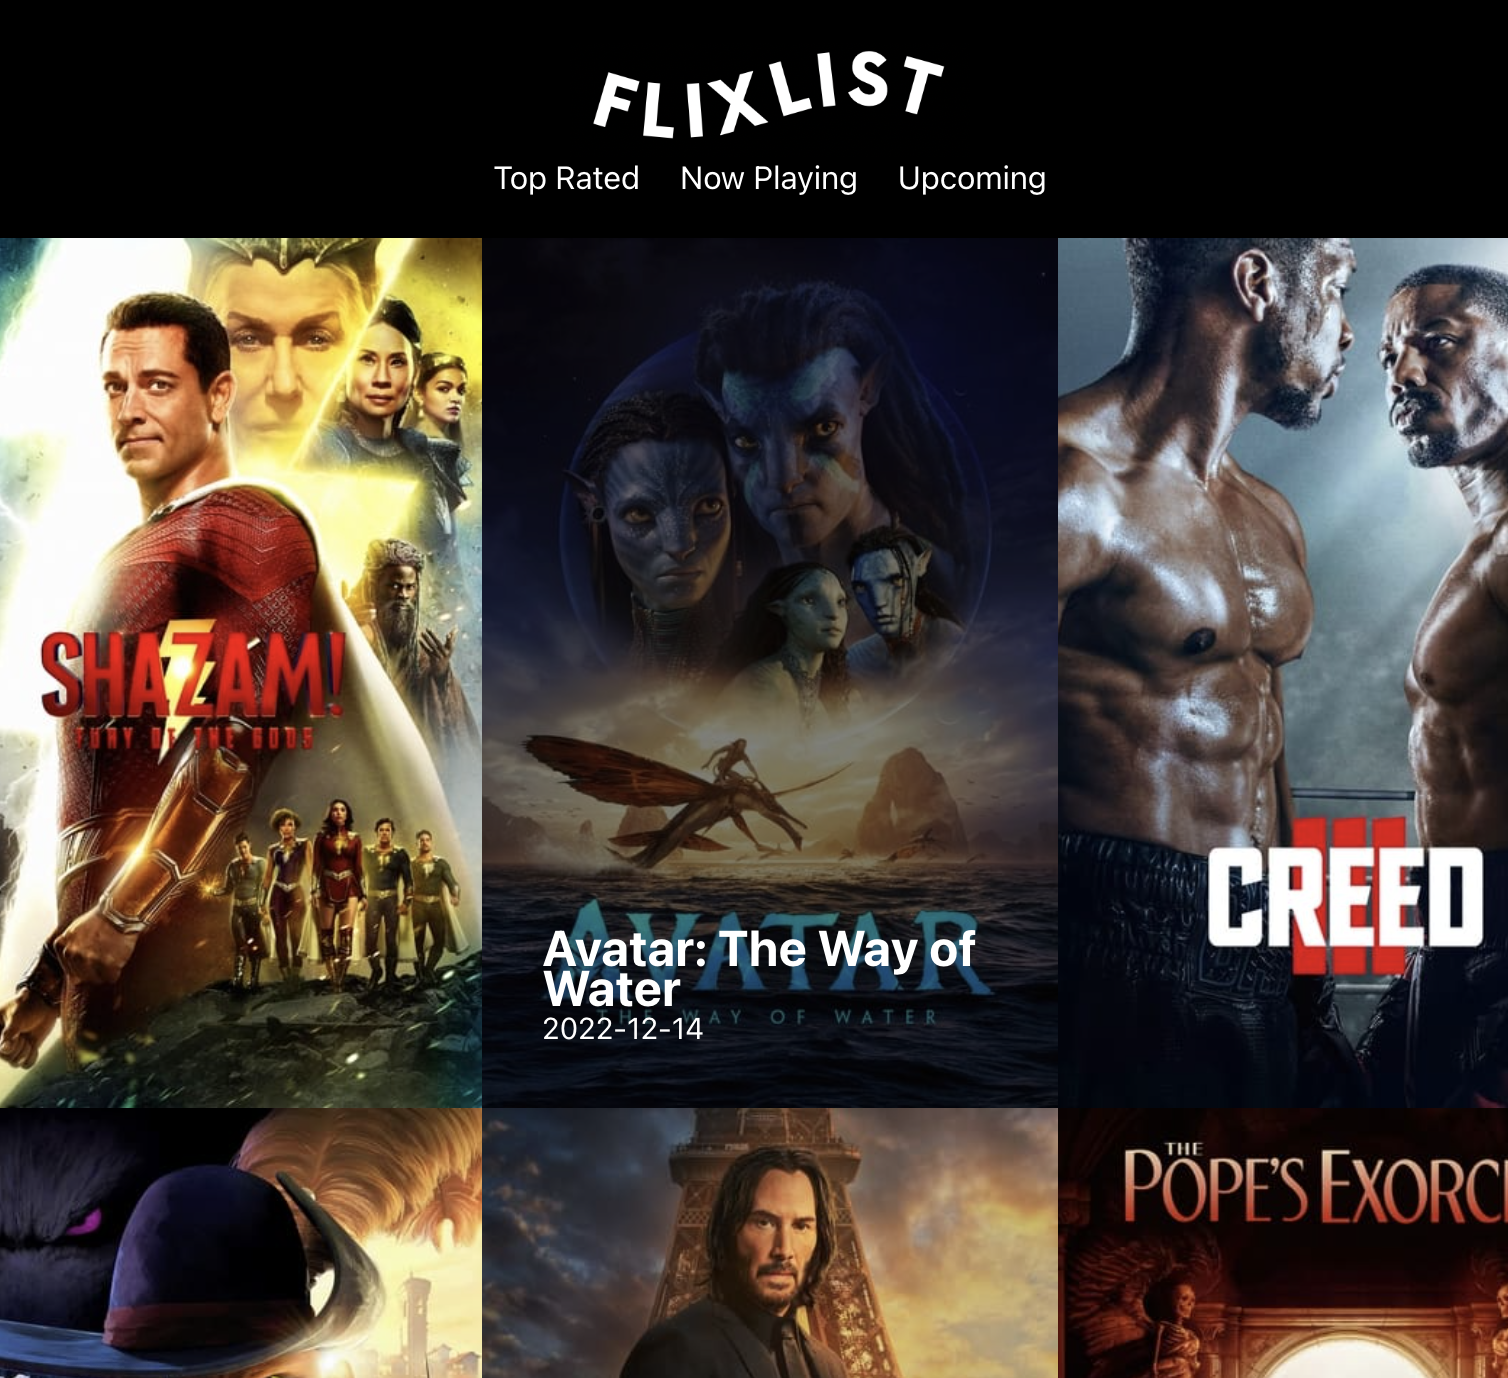 FLIXLIST
Top Rated Now Playing Upcoming
SHAZAM!
FURY OF THE GODS
AVATAR
THE WAY OF WATER
Avatar: The Way of
Water
2022-12-14
III
CREED
THE
POPE'S EXORCI